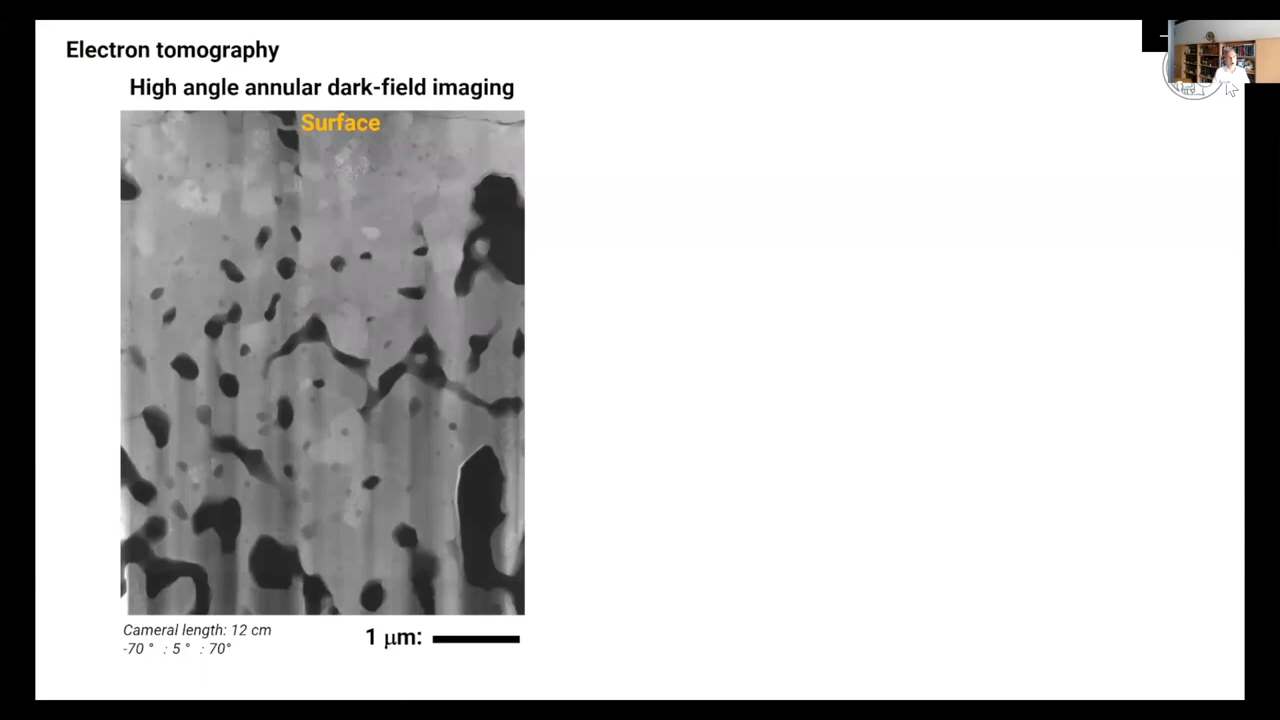 Electron tomography
High angle annular dark-field imaging
Surface
Cameral length: 12 cm
-70 ° : 5 ° : 70°
1 μm: